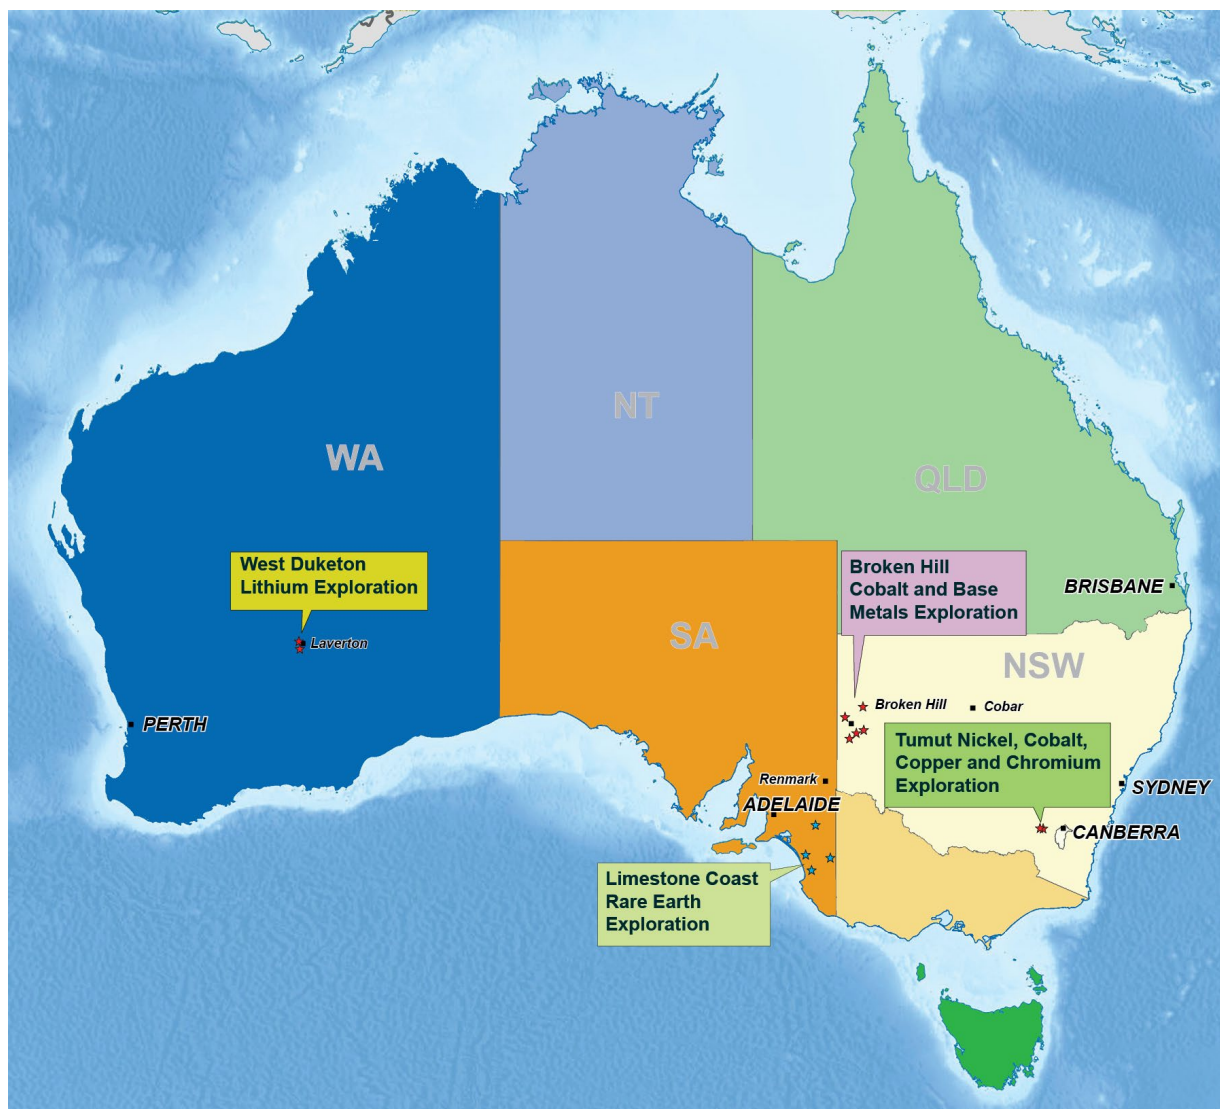 NT
WA
QLD
West Duketon
Lithium Exploration
Broken Hill
Cobalt and Base
Metals Exploration
BRISBANE
Laverton
SA
NSW
Broken Hill
Cobar
PERTH
Tumut Nickel, Cobalt,
Copper and Chromium
Exploration
Renmark
SYDNEY
ADELAIDE
CANBERRA
Limestone Coast
Rare Earth
Exploration